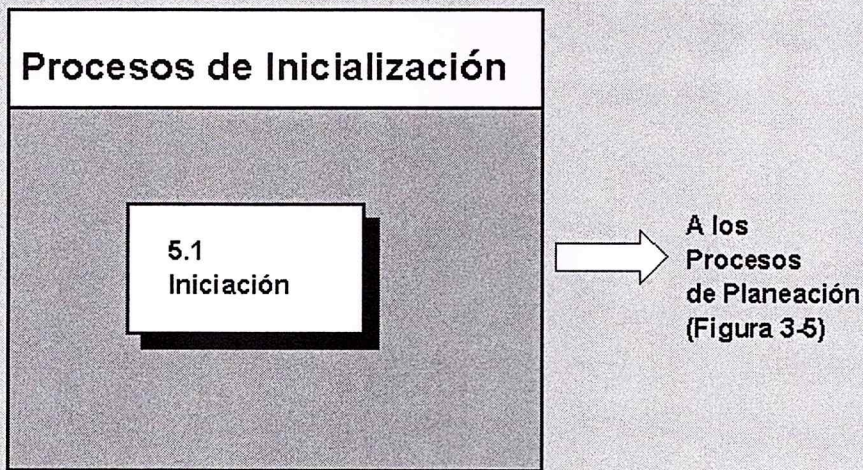 Procesos de Inicialización
5.1
Iniciación
A los
Procesos
de Planeación
(Figura 3-5)